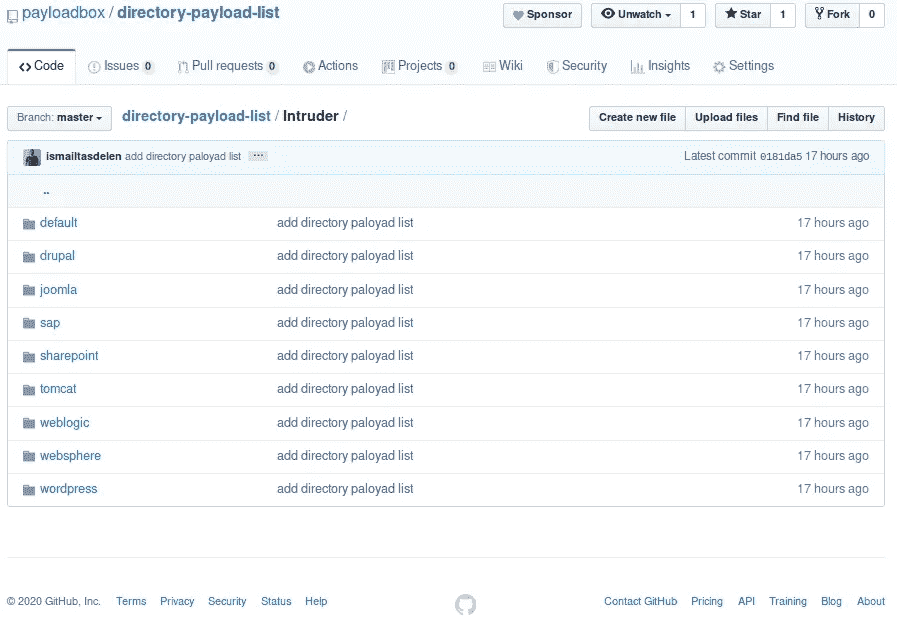 payloadbox / directory-payload-list Sponsor Unwatch 1 Star 1 Fork 0
Code Issues 0 Pull requests 0 Actions Projects 0 Wiki Security Insights Settings
Branch: master directory-payload-list / Intruder / Create new file Upload files Find file History
ismailtasdelen add directory paloyad list ... Latest commit e181da5 17 hours ago
..
default add directory paloyad list 17 hours ago
drupal add directory paloyad list 17 hours ago
joomla add directory paloyad list 17 hours ago
sap add directory paloyad list 17 hours ago
sharepoint add directory paloyad list 17 hours ago
tomcat add directory paloyad list 17 hours ago
weblogic add directory paloyad list 17 hours ago
websphere add directory paloyad list 17 hours ago
wordpress add directory paloyad list 17 hours ago
© 2020 GitHub, Inc. Terms Privacy Security Status Help Contact GitHub Pricing API Training Blog About